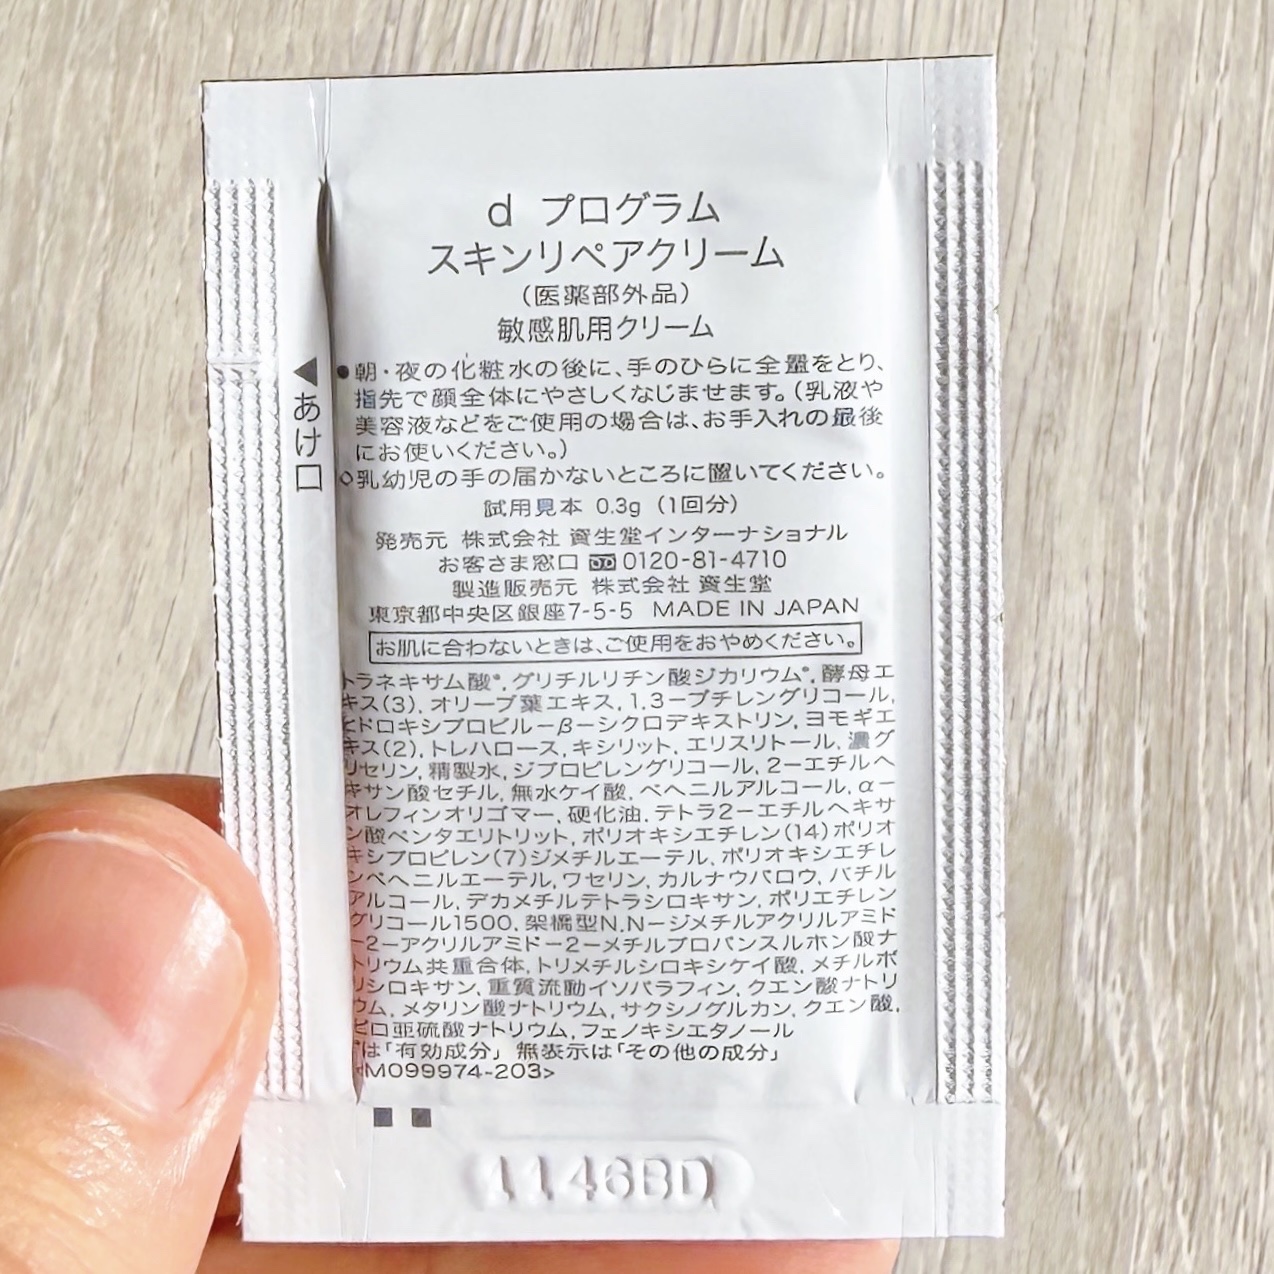 d プログラム
スキンリペアクリーム
（医薬部外品）
敏感肌用クリーム
◀あけ口
●朝・夜の化粧水の後に、手のひらに全量をとり、
指先で顔全体にやさしくなじませます。（乳液や
美容液などをご使用の場合は、お手入れの最後
にお使いください。）
◇乳幼児の手の届かないところに置いてください。
試用見本 0.3g（1回分）
発売元 株式会社 資生堂インターナショナル
お客さま窓口 0120-81-4710
製造販売元 株式会社 資生堂
東京都中央区銀座7-5-5 MADE IN JAPAN
お肌に合わないときは、ご使用をおやめください。
トラネキサム酸*, グリチルリチン酸ジカリウム*, 酵母エ
キス(3), オリーブ葉エキス, 1,3ーブチレングリコール,
ヒドロキシプロピルーβーシクロデキストリン, ヨモギエ
キス(2), トレハロース, キシリット, エリスリトール, 濃グ
リセリン, 精製水, ジプロピレングリコール, 2ーエチルヘ
キサン酸セチル, 無水ケイ酸, ベヘニルアルコール, αー
オレフィンオリゴマー, 硬化油, テトラ2ーエチルヘキサ
ン酸ペンタエリトリット, ポリオキシエチレン(14)ポリオ
キシプロピレン(7)ジメチルエーテル, ポリオキシエチレ
ンベヘニルエーテル, ワセリン, カルナウバロウ, バチル
アルコール, デカメチルテトラシロキサン, ポリエチレン
グリコール1500, 架橋型N,Nージメチルアクリルアミド
ー2ーアクリルアミドー2ーメチルプロパンスルホン酸ナ
トリウム共重合体, トリメチルシロキシケイ酸, メチルポ
リシロキサン, 重質流動イソパラフィン, クエン酸ナトリ
ウム, メタリン酸ナトリウム, サクシノグルカン, クエン酸,
ピロ亜硫酸ナトリウム, フェノキシエタノール
*は「有効成分」 無表示は「その他の成分」
<M099974-203>
1146BD